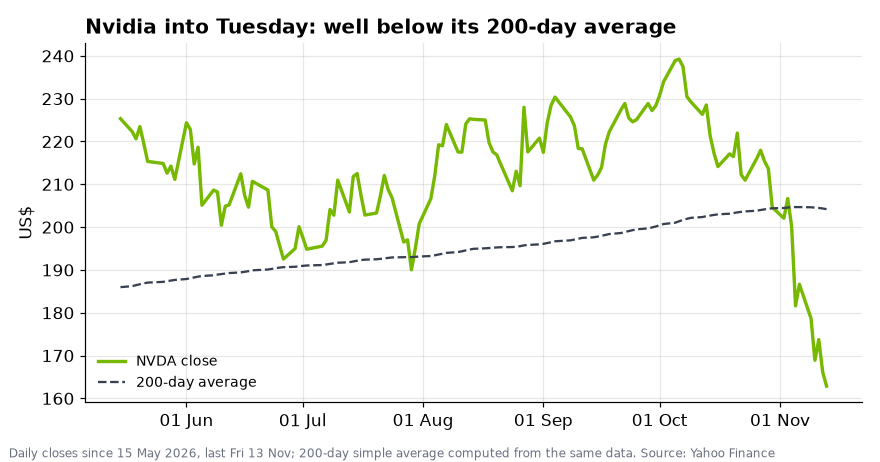 Nvidia into Tuesday: well below its 200-day average
240
230
220
210
200
190
180
170
160
US$
NVDA close
200-day average
01 Jun
01 Jul
01 Aug
01 Sep
01 Oct
01 Nov
Daily closes since 15 May 2026, last Fri 13 Nov; 200-day simple average computed from the same data. Source: Yahoo Finance